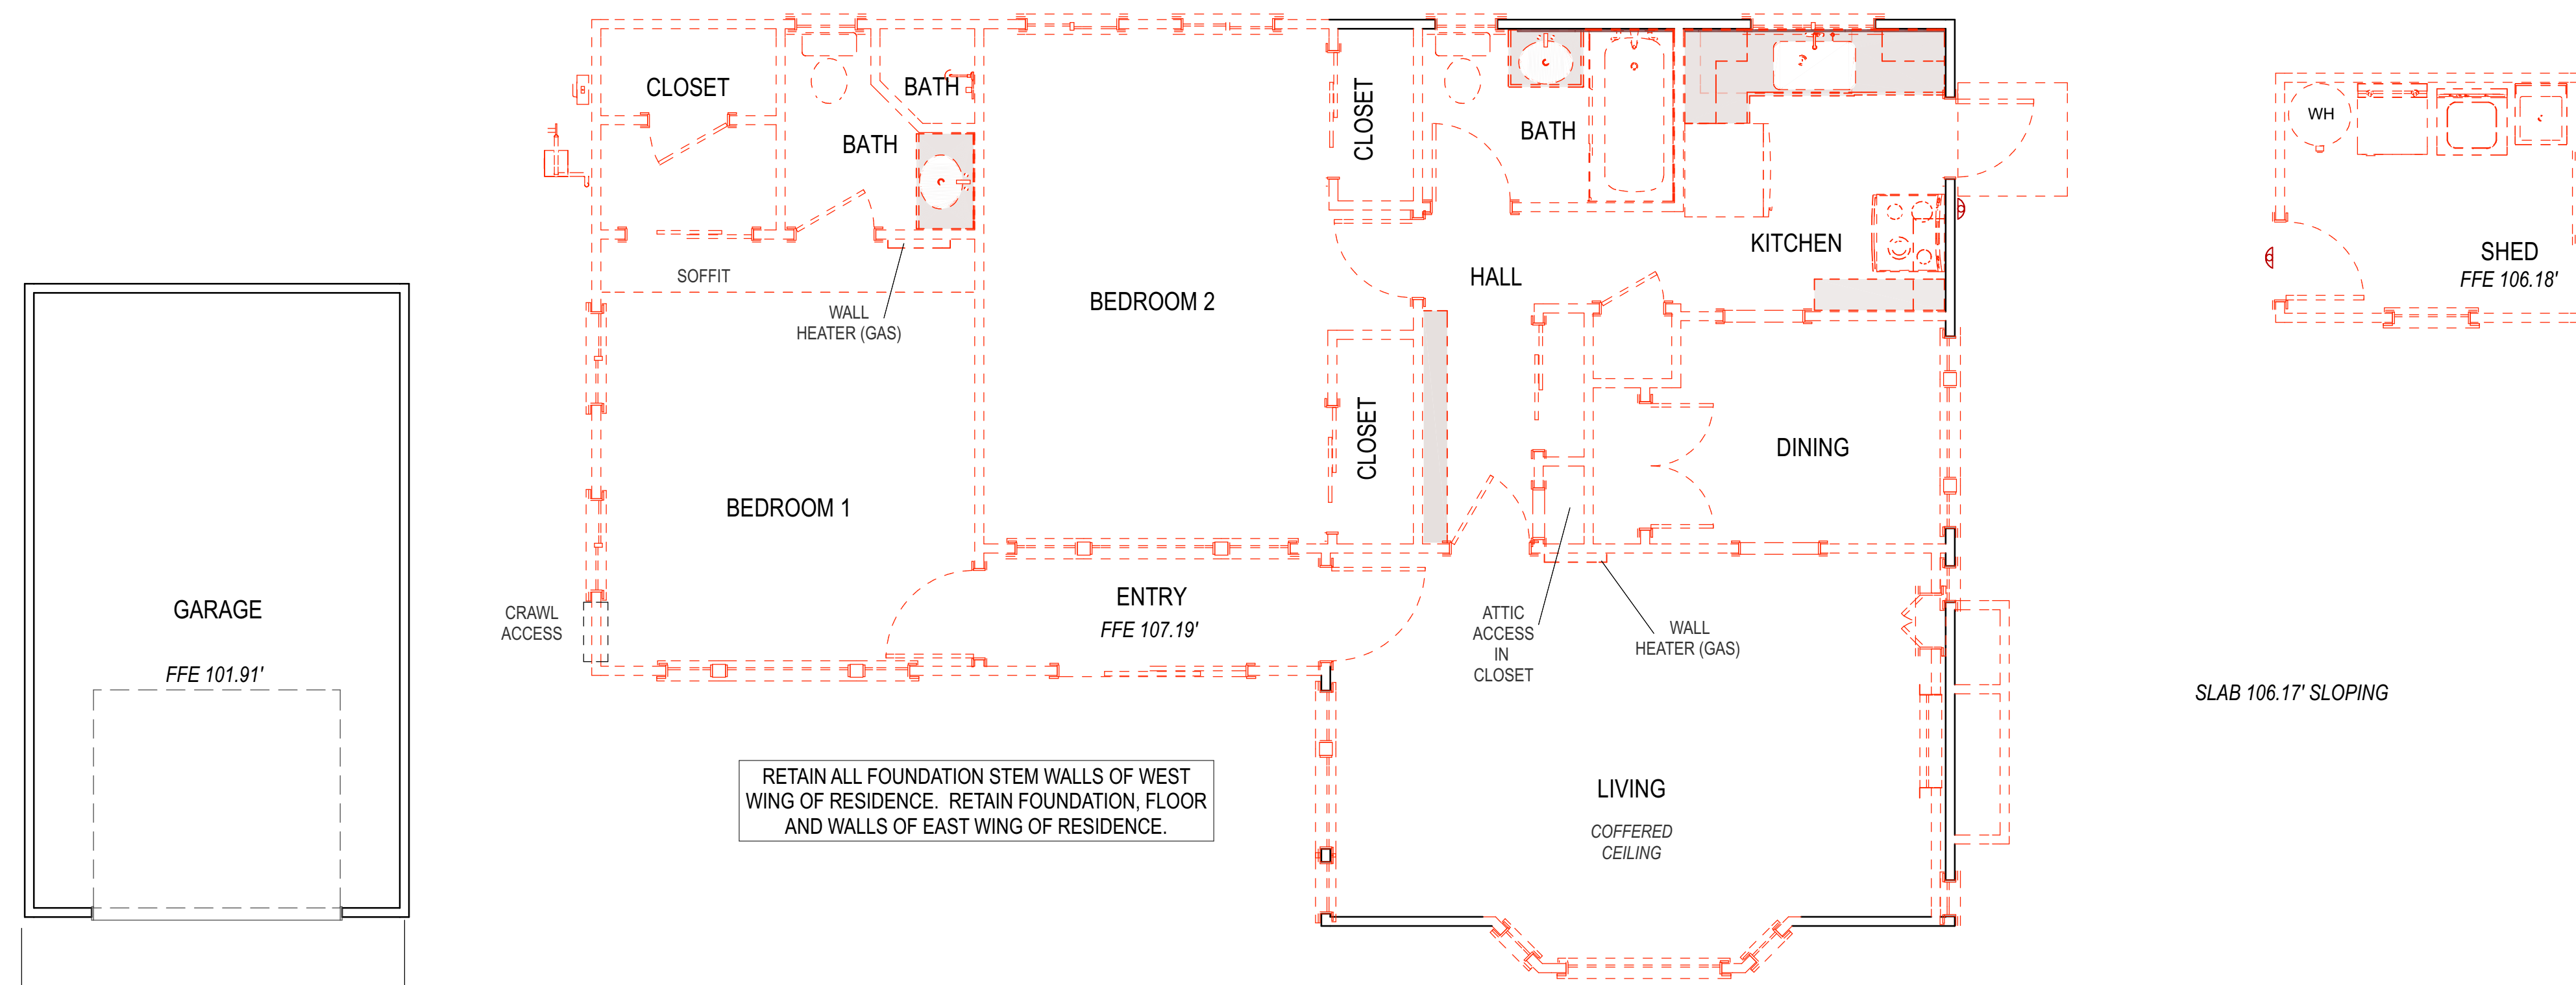 CLOSET
BATH
BATH
CLOSET
BATH
WH
SHED
FFE 106.18'
KITCHEN
HALL
SOFFIT
BEDROOM 2
WALL
HEATER (GAS)
CLOSET
DINING
BEDROOM 1
GARAGE
FFE 101.91'
CRAWL
ACCESS
ENTRY
FFE 107.19'
ATTIC
ACCESS
IN
CLOSET
WALL
HEATER (GAS)
SLAB 106.17' SLOPING
RETAIN ALL FOUNDATION STEM WALLS OF WEST
WING OF RESIDENCE. RETAIN FOUNDATION, FLOOR
AND WALLS OF EAST WING OF RESIDENCE.
LIVING
COFFERED
CEILING